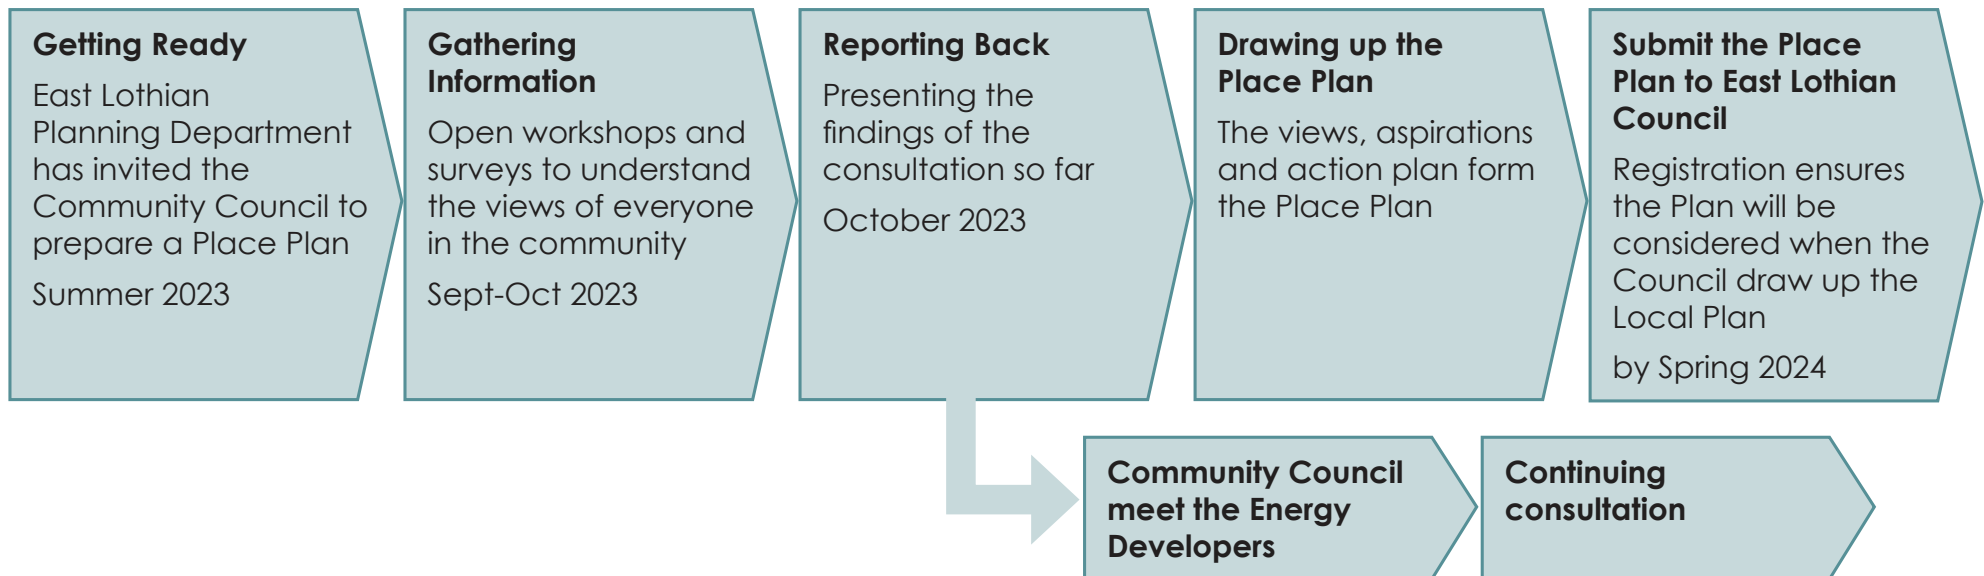 Getting Ready
East Lothian
Planning Department
has invited the
Community Council to
prepare a Place Plan
Summer 2023
Gathering
Information
Open workshops and
surveys to understand
the views of everyone
in the community
Sept-Oct 2023
Reporting Back
Presenting the
findings of the
consultation so far
October 2023
Drawing up the
Place Plan
The views, aspirations
and action plan form
the Place Plan
Submit the Place
Plan to East Lothian
Council
Registration ensures
the Plan will be
considered when the
Council draw up the
Local Plan
by Spring 2024
Community Council
meet the Energy
Developers
Continuing
consultation